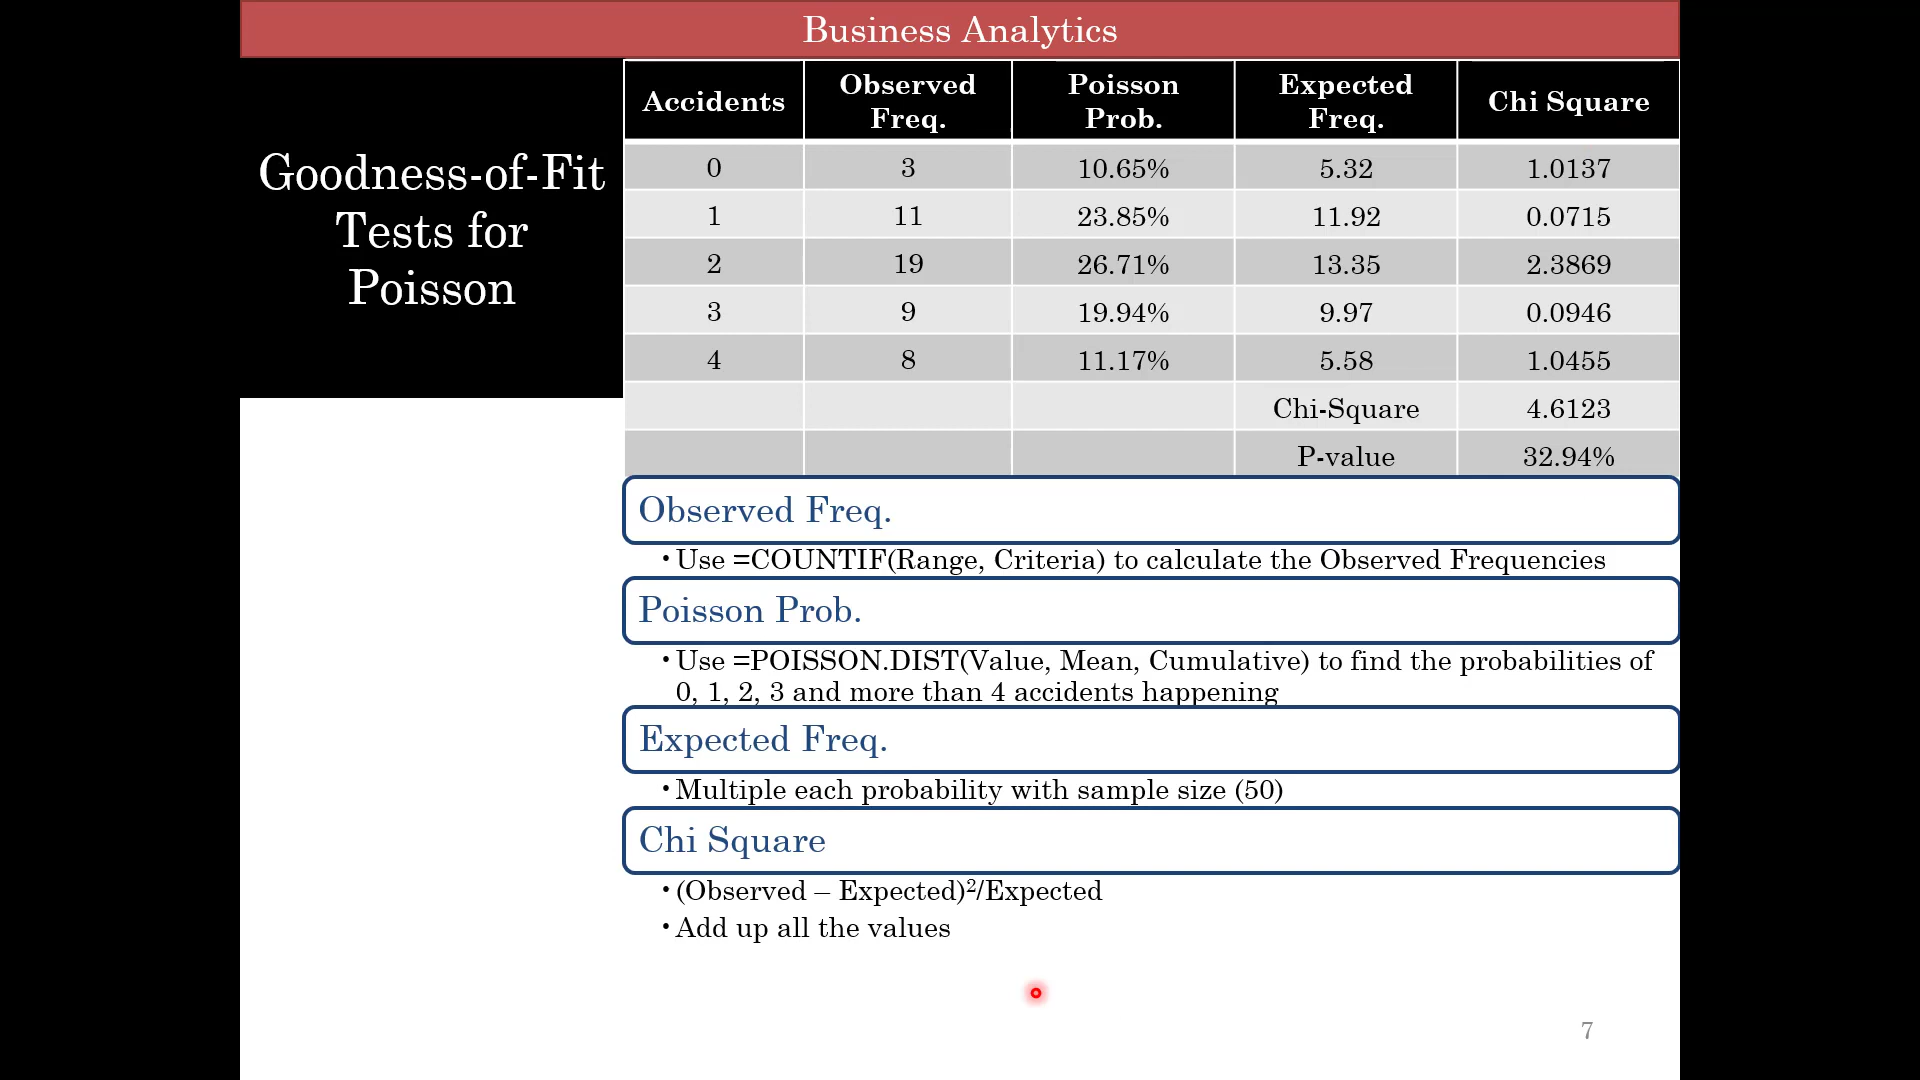 Business Analytics
Goodness-of-Fit
Tests for
Poisson
Accidents Observed Freq. Poisson Prob. Expected Freq. Chi Square
0 3 10.65% 5.32 1.0137
1 11 23.85% 11.92 0.0715
2 19 26.71% 13.35 2.3869
3 9 19.94% 9.97 0.0946
4 8 11.17% 5.58 1.0455
Chi-Square 4.6123
P-value 32.94%
Observed Freq.
• Use =COUNTIF(Range, Criteria) to calculate the Observed Frequencies
Poisson Prob.
• Use =POISSON.DIST(Value, Mean, Cumulative) to find the probabilities of
0, 1, 2, 3 and more than 4 accidents happening
Expected Freq.
• Multiple each probability with sample size (50)
Chi Square
• (Observed – Expected)²/Expected
• Add up all the values
7